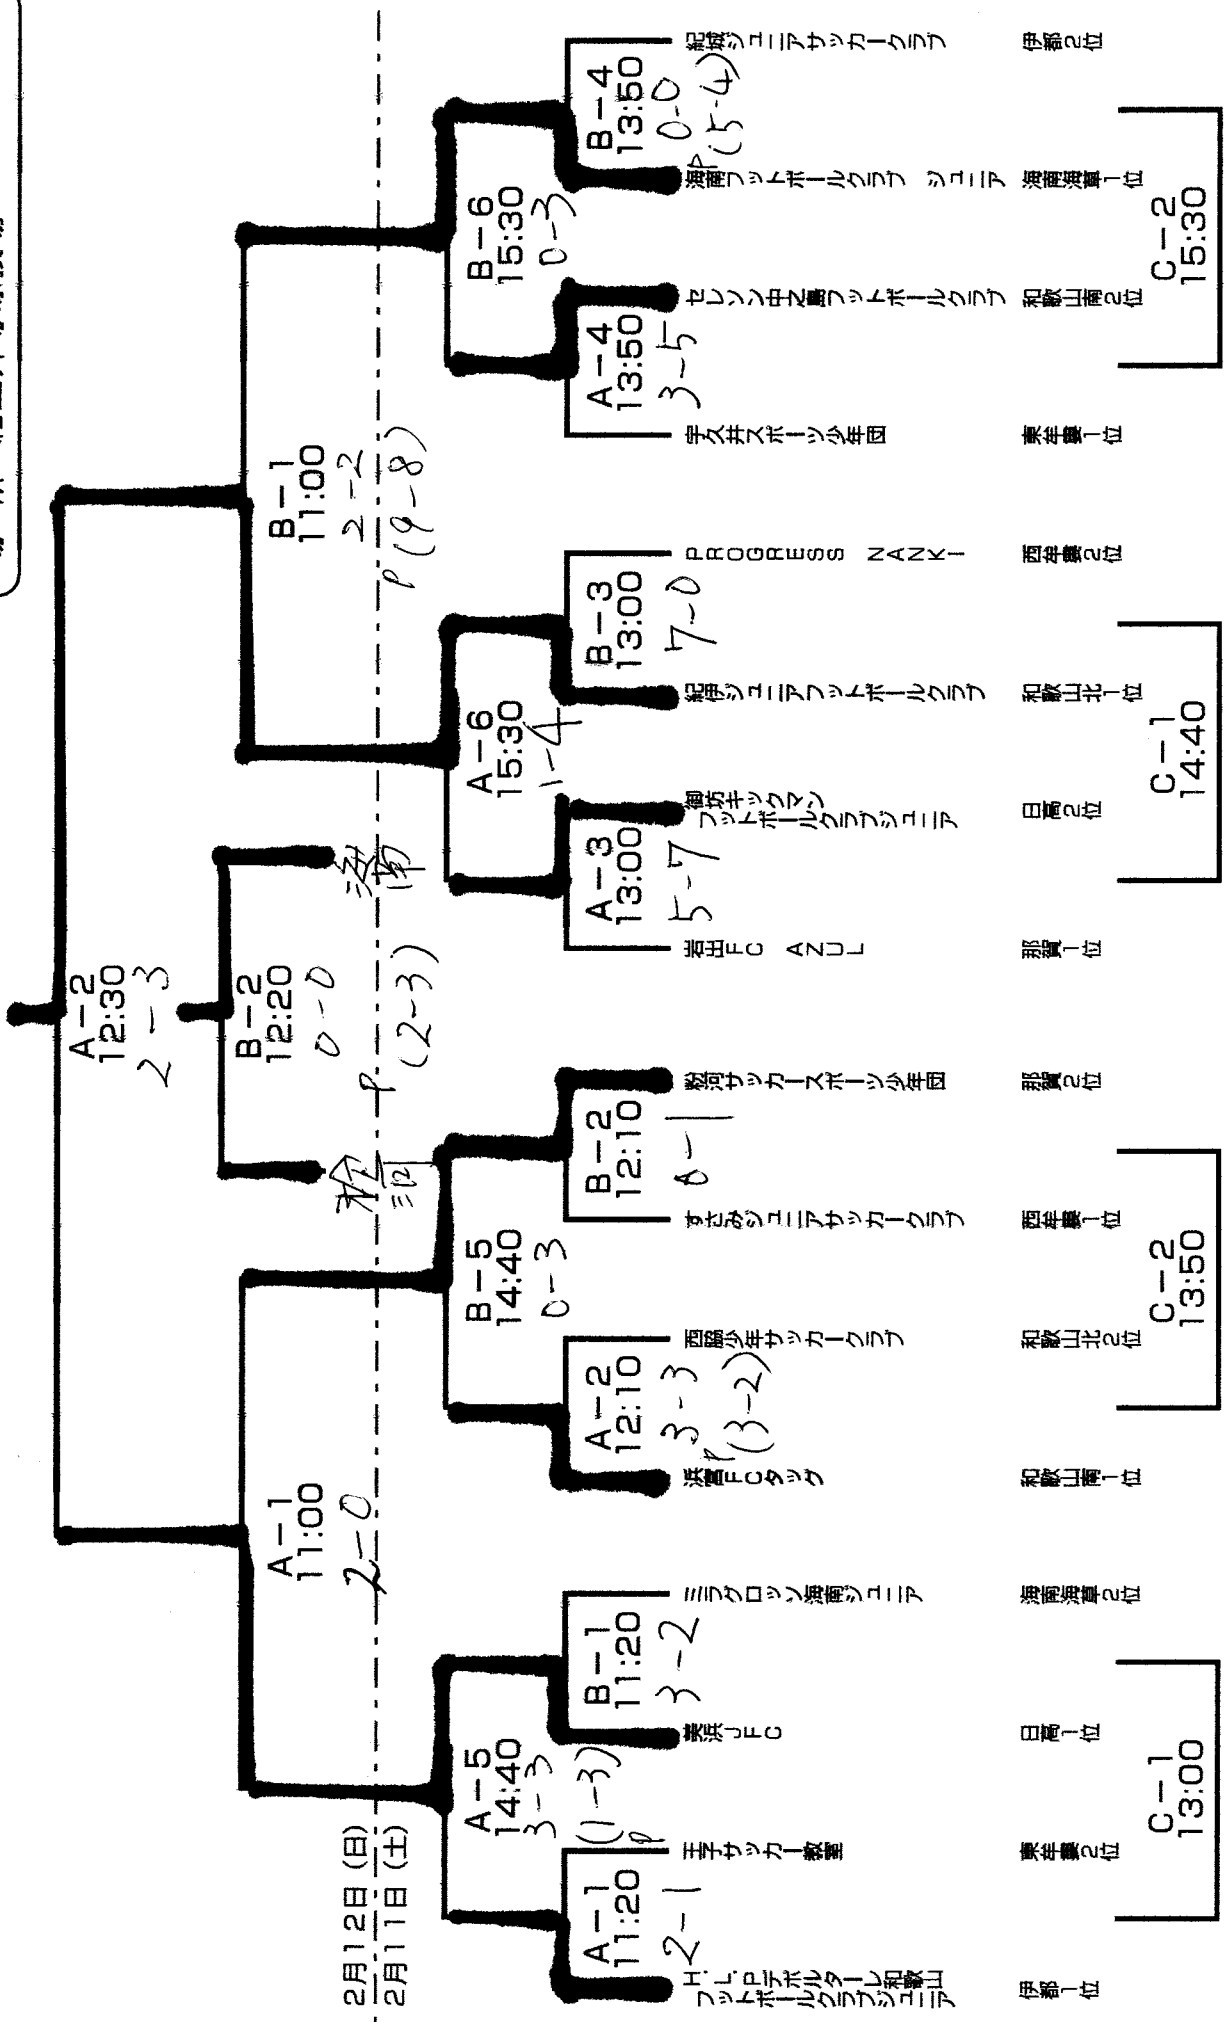 A-2
12:30
2-3
B-2
12:20
0-0
P (2-3)
海南
A-1
11:00
2-0
B-1
11:00
2-2
P(9-8)
2月12日(日)
2月11日(土)
A-5
14:40
3-3
(1-3)
P
B-5
14:40
0-3
A-6
15:30
1-4
B-6
15:30
0-3
A-1
11:20
2-1
B-1
11:20
3-2
A-2
12:10
3-3
P(3-2)
B-2
12:10
0-1
A-3
13:00
5-7
B-3
13:00
7-0
A-4
13:50
3-5
B-4
13:50
0-0
P(5-4)
H.L.Pデポルターレ和歌山
フットボールクラブジュニア
王子サッカー教室
美浜JFC
ミラグロッソ海南ジュニア
浜宮FCタッグ
西脇少年サッカークラブ
すさみジュニアサッカークラブ
粉河サッカースポーツ少年団
岩出FC AZUL
御坊キックマン
フットボールクラブジュニア
紀伊ジュニアフットボールクラブ
PROGRESS NANKI
宇久井スポーツ少年団
セレソン中之島フットボールクラブ
海南フットボールクラブ ジュニア
紀城ジュニアサッカークラブ
伊都1位
東牟婁2位
日高1位
海南海草2位
和歌山南1位
和歌山北2位
西牟婁1位
那賀2位
那賀1位
日高2位
和歌山北1位
西牟婁2位
東牟婁1位
和歌山南2位
海南海草1位
伊都2位
C-1
13:00
C-2
13:50
C-1
14:40
C-2
15:30